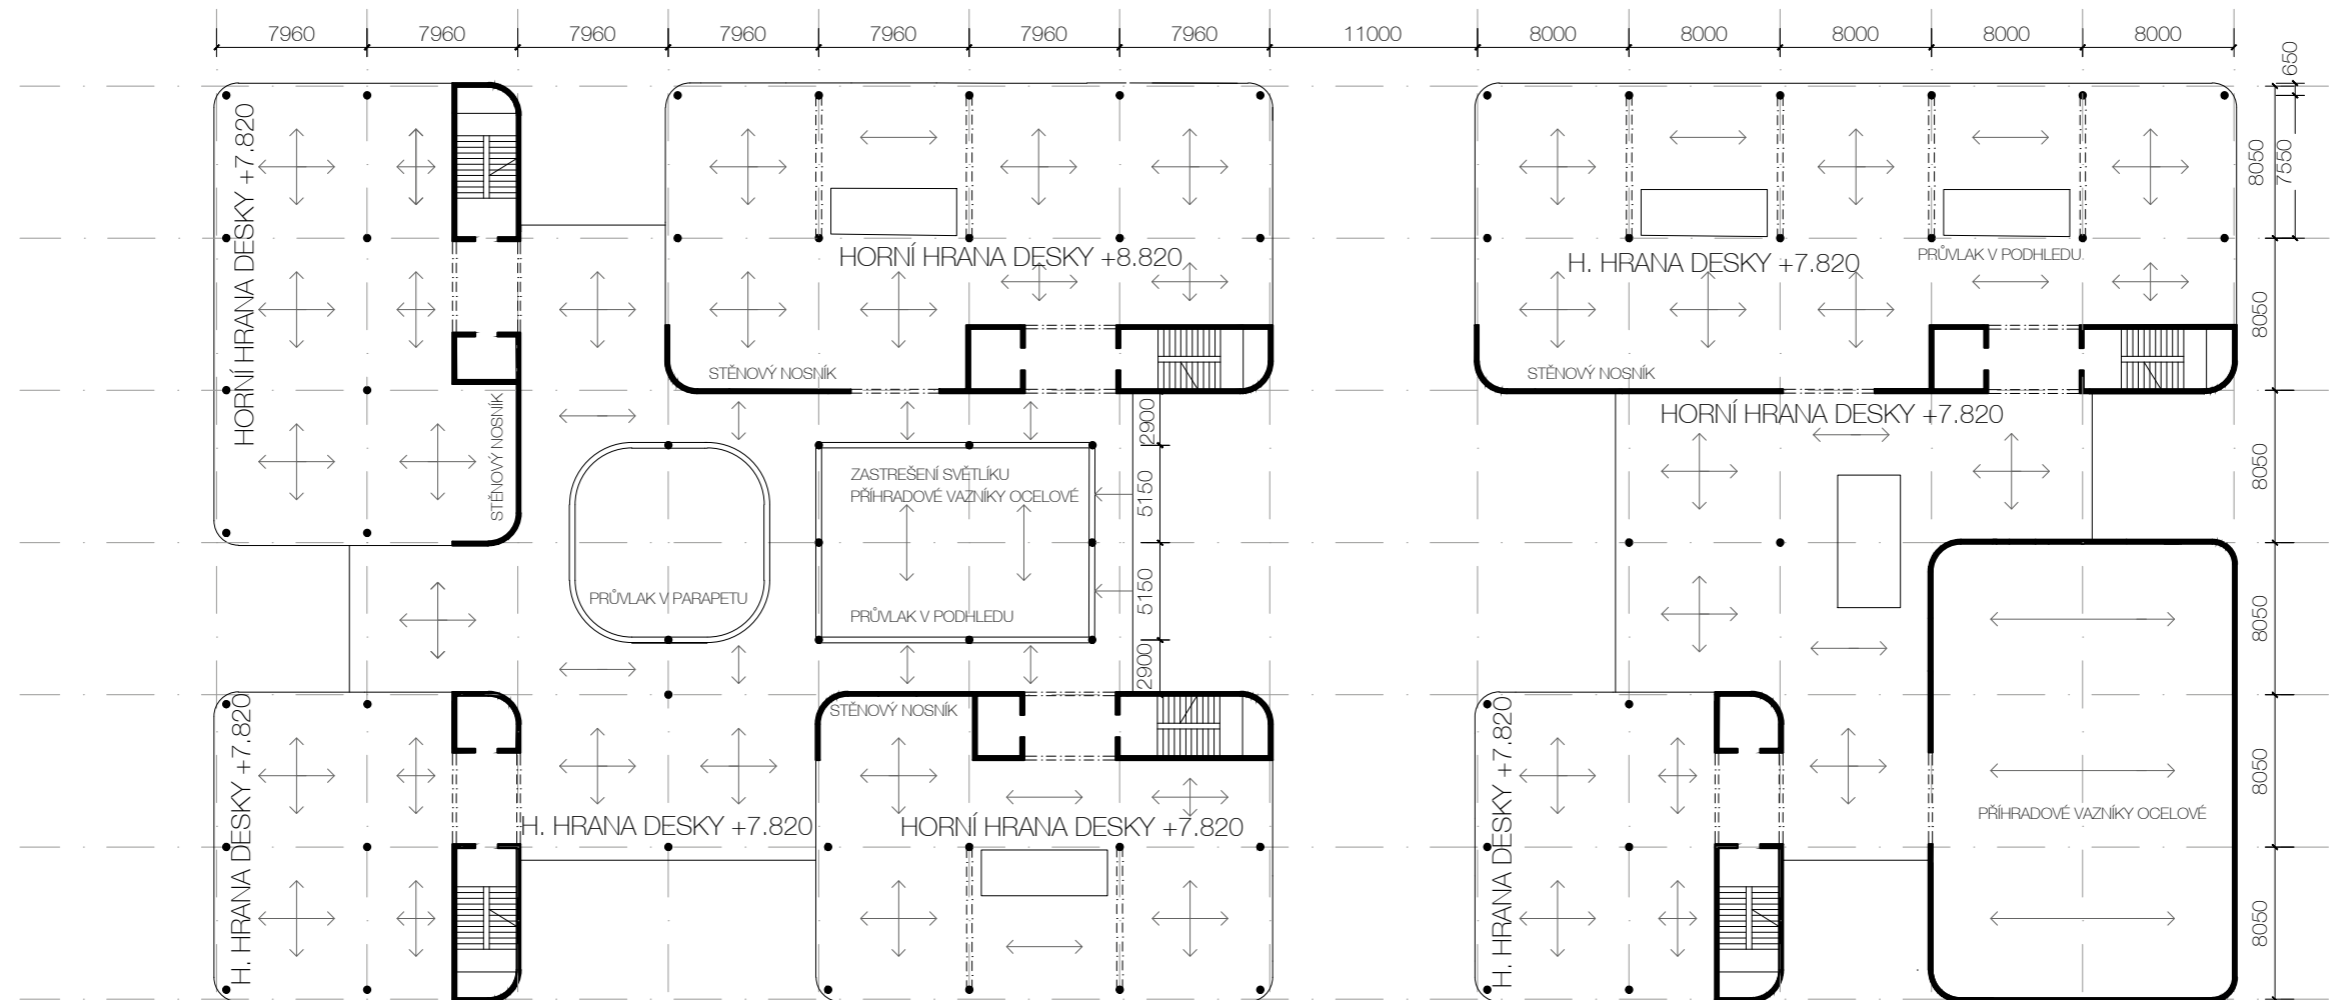 7960
7960
7960
7960
7960
7960
7960
11000
8000
8000
8000
8000
8000
650
8050
7550
8050
8050
8050
8050
8050
HORNÍ HRANA DESKY +7.820
STĚNOVÝ NOSNÍK
HORNÍ HRANA DESKY +8.820
STĚNOVÝ NOSNÍK
H. HRANA DESKY +7.820
PRŮVLAK V PODHLEDU
STĚNOVÝ NOSNÍK
HORNÍ HRANA DESKY +7.820
2900
5150
5150
2900
ZASTREŠENÍ SVĚTLÍKU
PŘÍHRADOVÉ VAZNÍKY OCELOVÉ
PRŮVLAK V PARAPETU
PRŮVLAK V PODHLEDU
H. HRANA DESKY +7.820
STĚNOVÝ NOSNÍK
H. HRANA DESKY +7.820
HORNÍ HRANA DESKY +7.820
H. HRANA DESKY +7.820
PŘÍHRADOVÉ VAZNÍKY OCELOVÉ